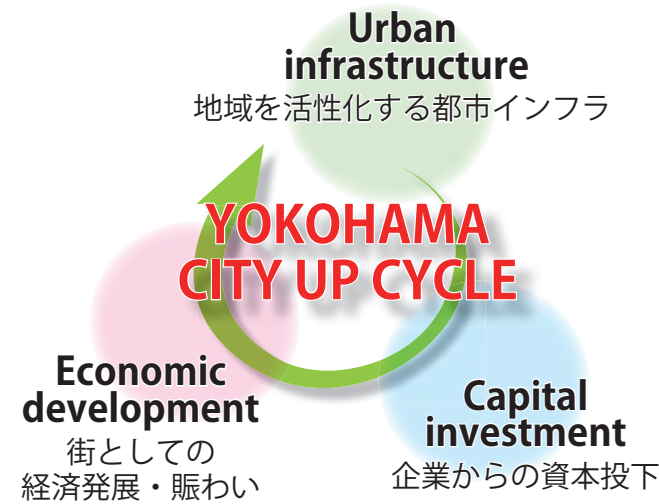 Urban
infrastructure
地域を活性化する都市インフラ
YOKOHAMA
CITY UP CYCLE
Economic
development
街としての
経済発展・賑わい
Capital
investment
企業からの資本投下